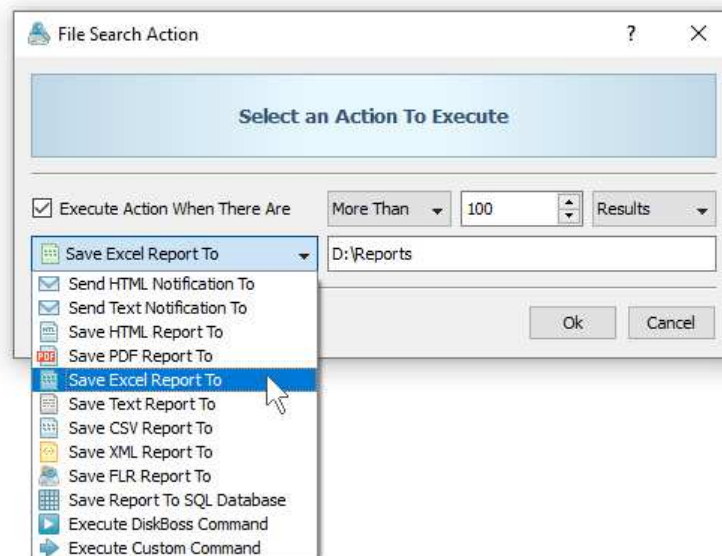 File Search Action ?
Select an Action To Execute
Execute Action When There Are More Than 100 Results
Save Excel Report To D:\Reports
Send HTML Notification To
Send Text Notification To
Save HTML Report To
Ok Cancel
PDF Save PDF Report To
Save Excel Report To
Save Text Report To
Save CSV Report To
Save XML Report To
Save FLR Report To
Save Report To SQL Database
Execute DiskBoss Command
Execute Custom Command